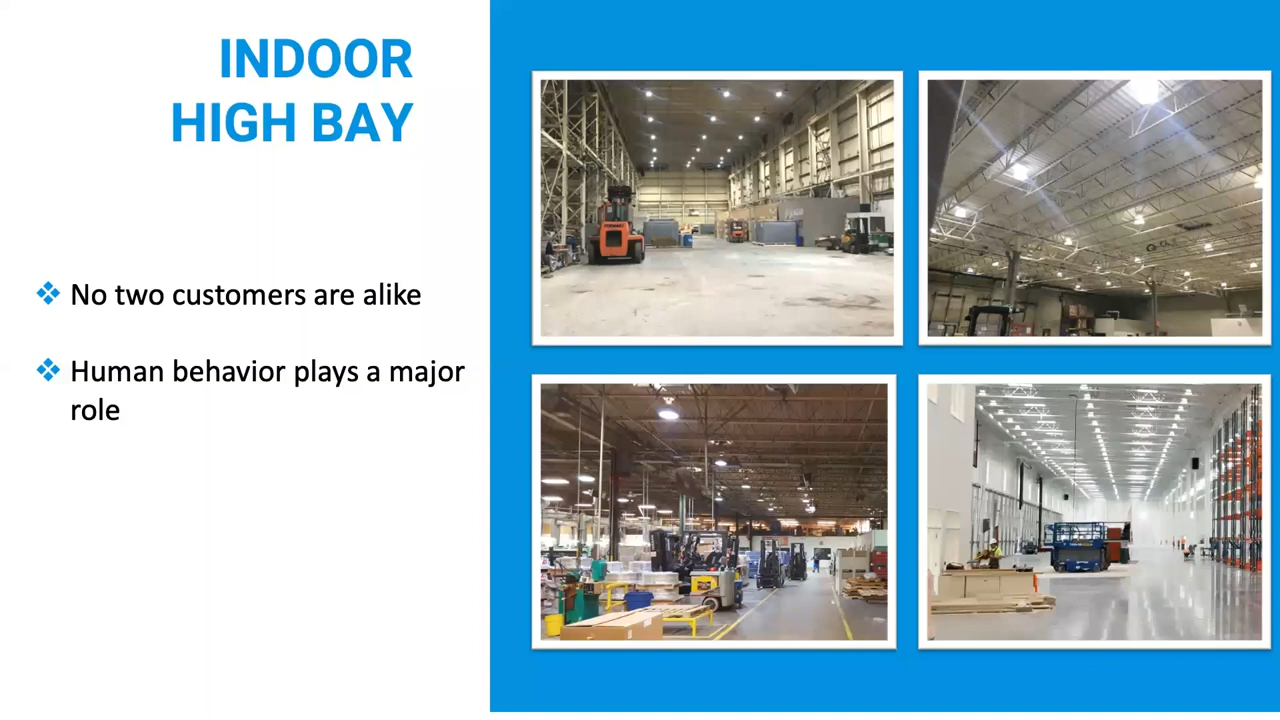 INDOOR
HIGH BAY
No two customers are alike
Human behavior plays a major
role